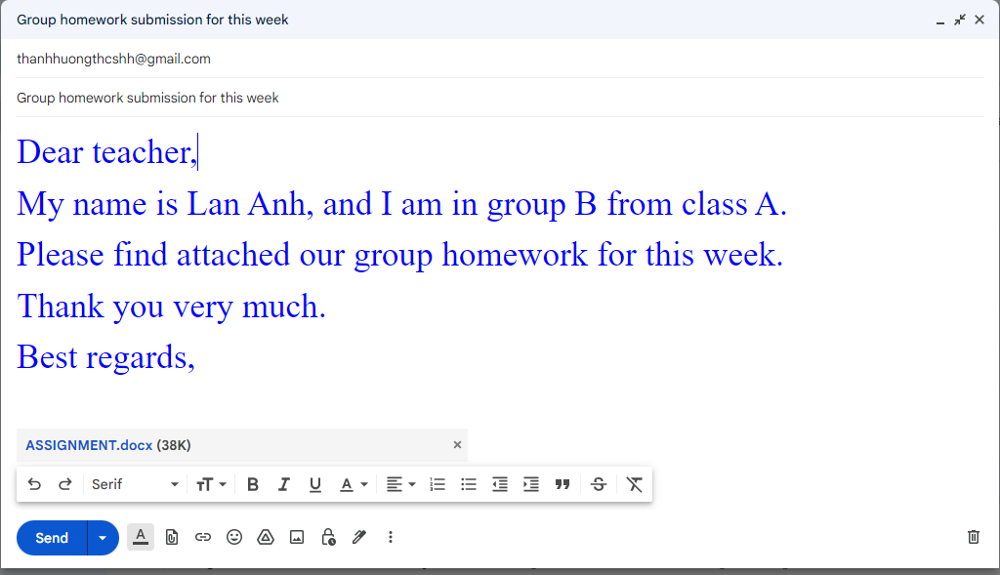 Group homework submission for this week
thanhhuongthcshh@gmail.com
Group homework submission for this week
Dear teacher,
My name is Lan Anh, and I am in group B from class A.
Please find attached our group homework for this week.
Thank you very much.
Best regards,
ASSIGNMENT.docx (38K)
Serif
Send